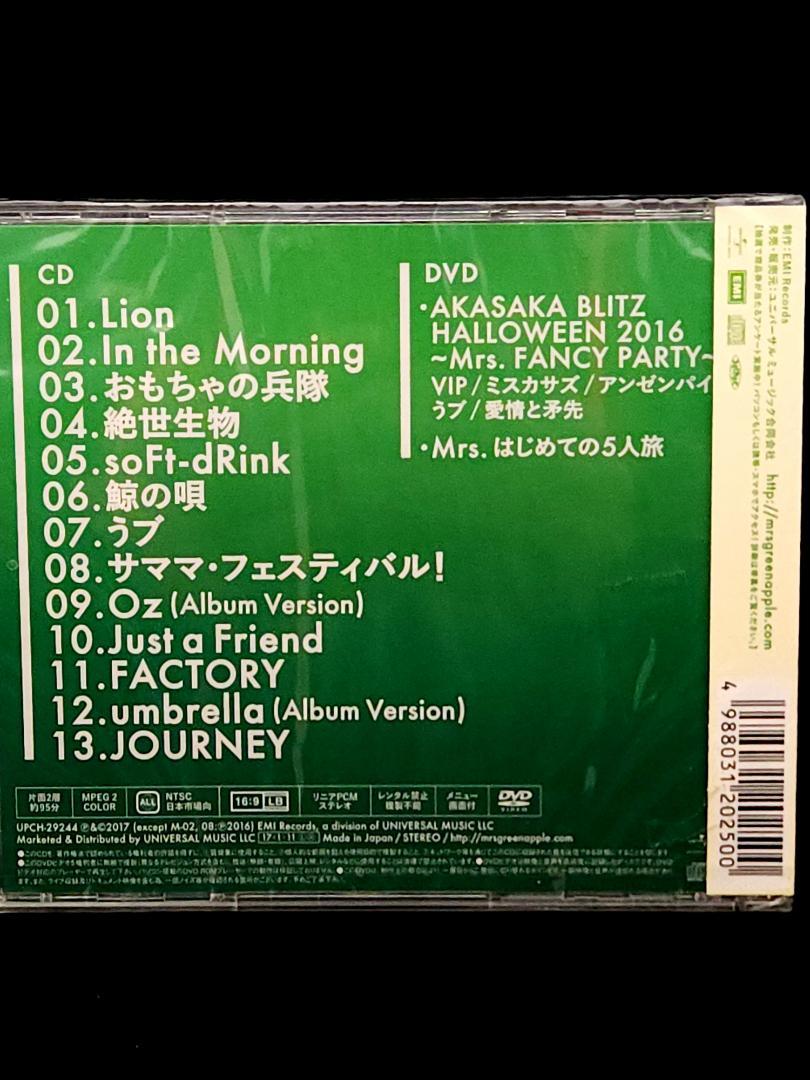 CD
01.Lion
02.In the Morning
03.おもちゃの兵隊
04.絶世生物
05.soFt-dRink
06.鯨の唄
07.うブ
08.サママ・フェスティバル!
09.Oz (Album Version)
10.Just a Friend
11.FACTORY
12.umbrella (Album Version)
13.JOURNEY
DVD
・AKASAKA BLITZ
HALLOWEEN 2016
~Mrs. FANCY PARTY~
VIP / ミスカサズ / アンゼンパイ
うブ / 愛情と矛先
・Mrs. はじめての5人旅
片面2層
約95分
MPEG 2
COLOR
ALL
NTSC
日本市場向
16:9 LB
リニアPCM
ステレオ
レンタル禁止
複製不能
メニュー
画面付
DVD
VIDEO
UPCH-29244 ℗&©2017 (except M-02, 08:℗2016) EMI Records, a division of UNIVERSAL MUSIC LLC
Marketed & Distributed by UNIVERSAL MUSIC LLC 17・1・11 Made in Japan / STEREO / http://mrsgreenapple.com
制作:EMI Records
発売・販売元:ユニバーサル ミュージック合同会社 http://mrsgreenapple.com
EMI
4 988031 202500